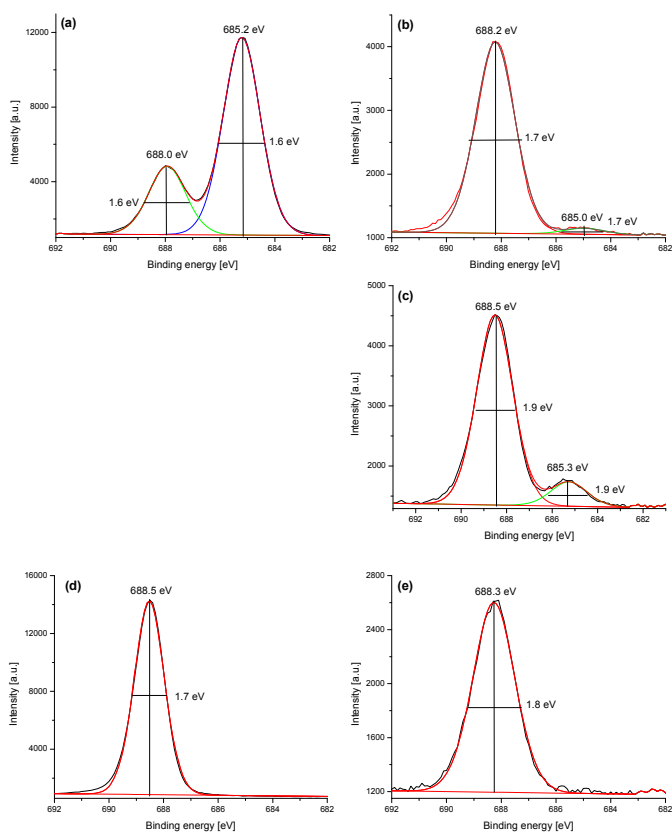 (a)
685.2 eV
12000
8000
4000
Intensity [a.u.]
688.0 eV
1.6 eV
1.6 eV
692 690 688 686 684 682
Binding energy [eV]
(b)
688.2 eV
4000
3000
2000
1000
Intensity [a.u.]
1.7 eV
685.0 eV
1.7 eV
692 690 688 686 684 682
Binding energy [eV]
(c)
688.5 eV
5000
4000
3000
2000
Intensity [a.u.]
1.9 eV
685.3 eV
1.9 eV
692 690 688 686 684 682
Binding energy [eV]
(d)
688.5 eV
16000
12000
8000
4000
Intensity [a.u.]
1.7 eV
692 690 688 686 684 682
Binding energy [eV]
(e)
688.3 eV
2800
2400
2000
1600
1200
Intensity [a.u.]
1.8 eV
692 690 688 686 684 682
Binding energy [eV]